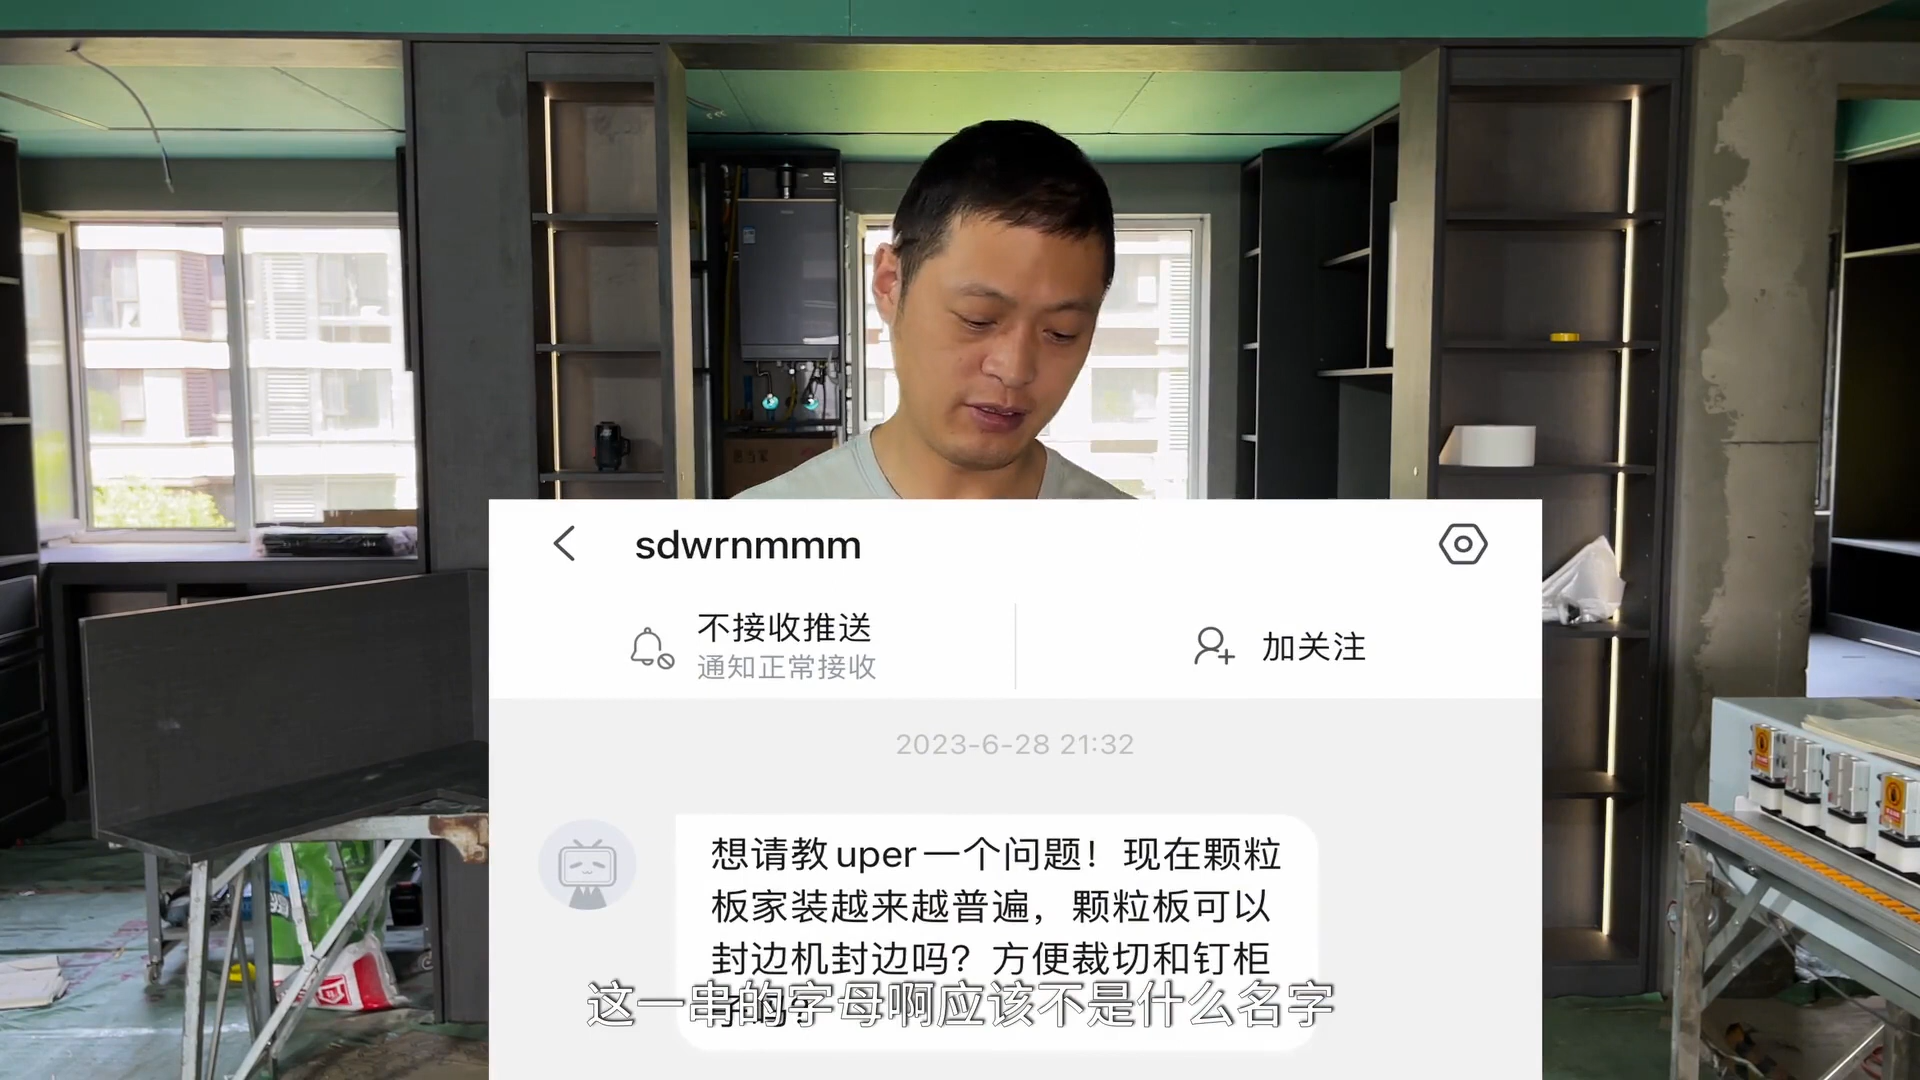 sdwrnmmm
不接收推送
通知正常接收
加关注
2023-6-28 21:32
想请教uper一个问题！现在颗粒
板家装越来越普遍，颗粒板可以
封边机封边吗？方便裁切和钉柜
子吗？
这一串的字母啊应该不是什么名字